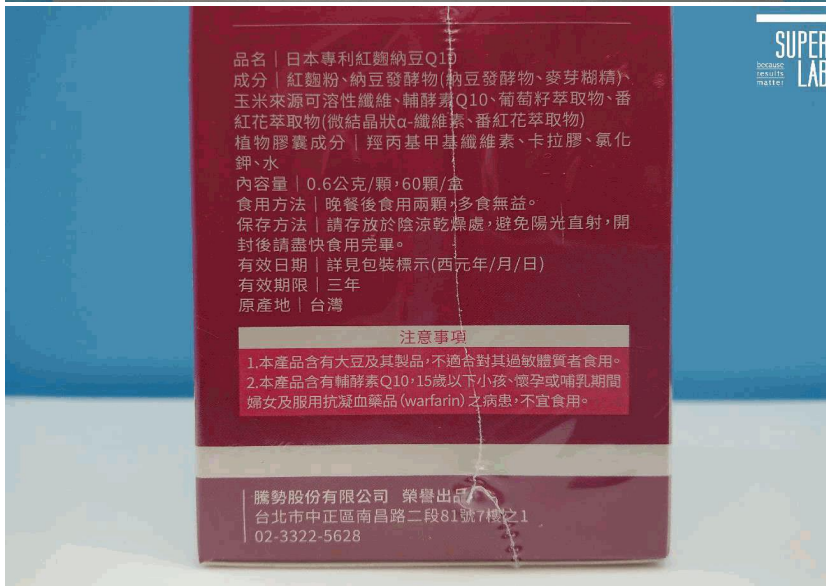 品名｜日本專利紅麴納豆Q10
成分｜紅麴粉、納豆發酵物(納豆發酵物、麥芽糊精)、
玉米來源可溶性纖維、輔酵素Q10、葡萄籽萃取物、番
紅花萃取物(微結晶狀α-纖維素、番紅花萃取物)
植物膠囊成分｜羥丙基甲基纖維素、卡拉膠、氯化
鉀、水
內容量｜0.6公克/顆，60顆/盒
食用方法｜晚餐後食用兩顆，多食無益。
保存方法｜請存放於陰涼乾燥處，避免陽光直射，開
封後請盡快食用完畢。
有效日期｜詳見包裝標示(西元年/月/日)
有效期限｜三年
原產地｜台灣
注意事項
1.本產品含有大豆及其製品，不適合對其過敏體質者食用。
2.本產品含有輔酵素Q10，15歲以下小孩、懷孕或哺乳期間
婦女及服用抗凝血藥品(warfarin)之病患，不宜食用。
騰勢股份有限公司 榮譽出品
台北市中正區南昌路二段81號7樓之1
02-3322-5628
SUPER
because
results
matter
LAB